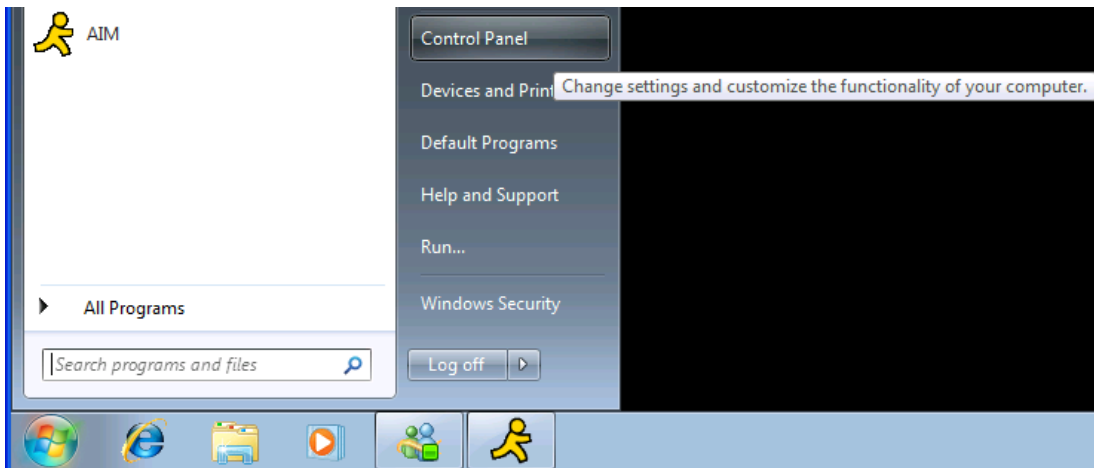 AIM
All Programs
Search programs and files
Control Panel
Devices and Print
Change settings and customize the functionality of your computer.
Default Programs
Help and Support
Run...
Windows Security
Log off